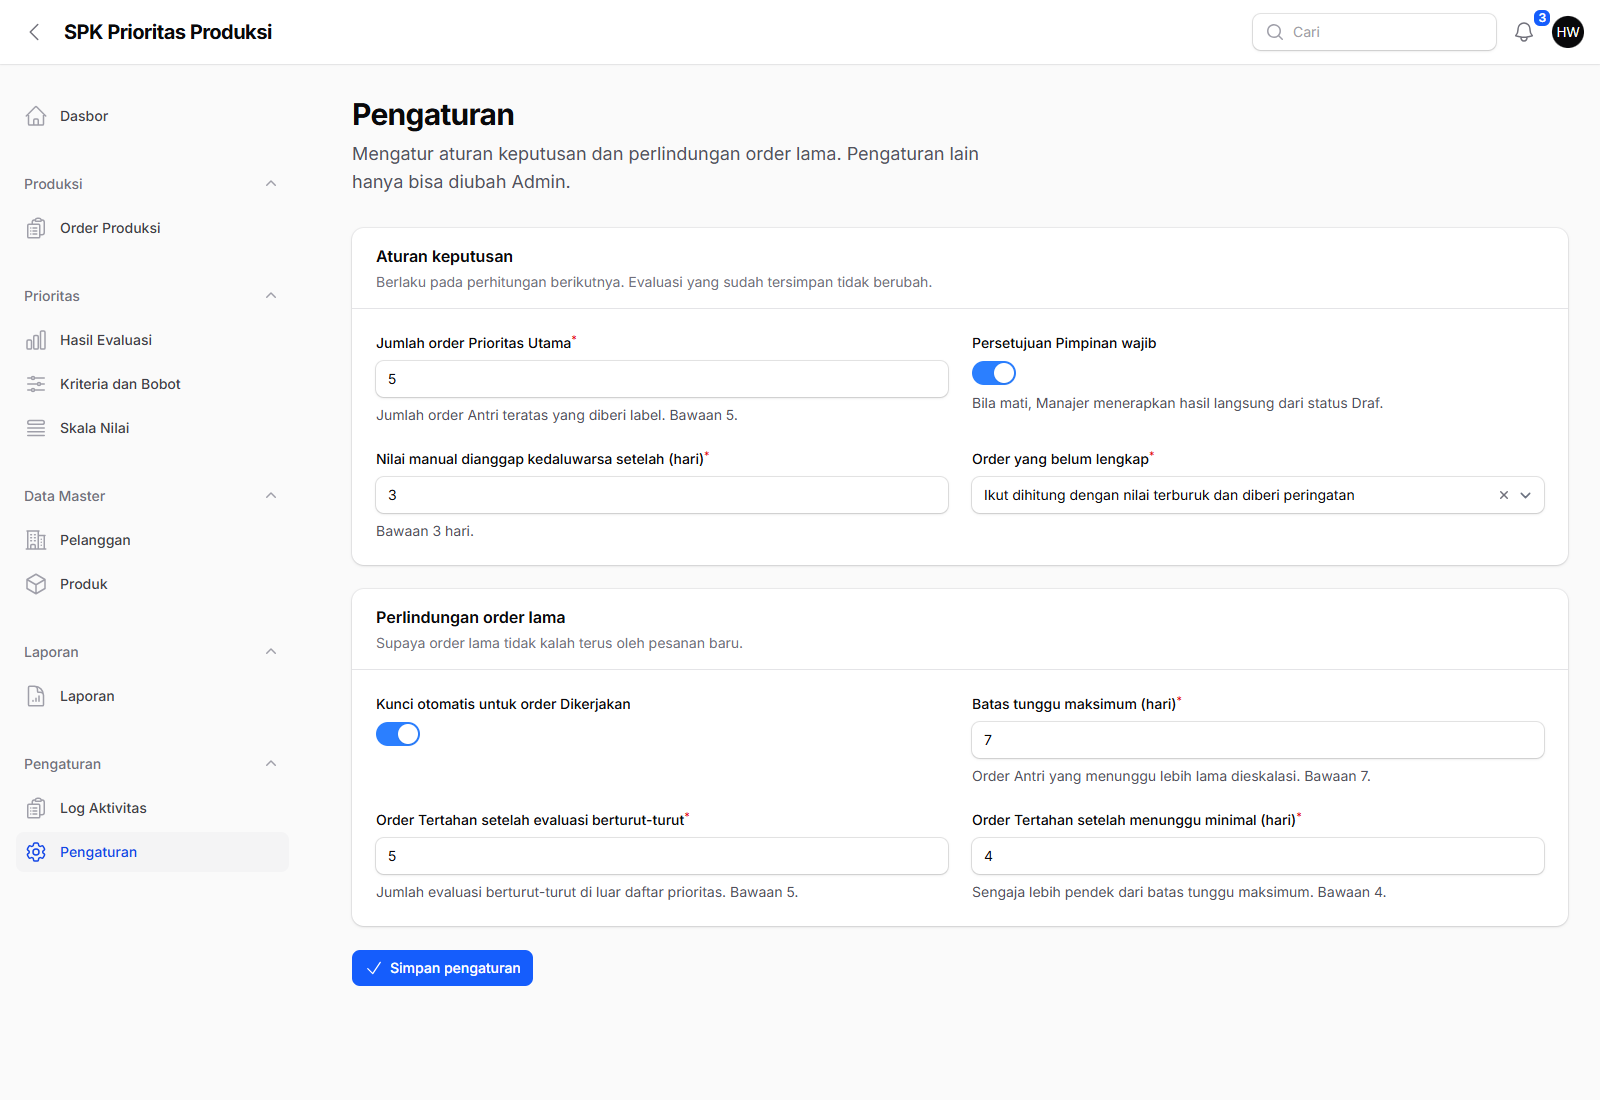 SPK Prioritas Produksi
Cari
3
HW
Dasbor
Produksi
Order Produksi
Prioritas
Hasil Evaluasi
Kriteria dan Bobot
Skala Nilai
Data Master
Pelanggan
Produk
Laporan
Laporan
Pengaturan
Log Aktivitas
Pengaturan
Pengaturan
Mengatur aturan keputusan dan perlindungan order lama. Pengaturan lain
hanya bisa diubah Admin.
Aturan keputusan
Berlaku pada perhitungan berikutnya. Evaluasi yang sudah tersimpan tidak berubah.
Jumlah order Prioritas Utama*
5
Jumlah order Antri teratas yang diberi label. Bawaan 5.
Persetujuan Pimpinan wajib
Bila mati, Manajer menerapkan hasil langsung dari status Draf.
Nilai manual dianggap kedaluwarsa setelah (hari)*
3
Bawaan 3 hari.
Order yang belum lengkap*
Ikut dihitung dengan nilai terburuk dan diberi peringatan
Perlindungan order lama
Supaya order lama tidak kalah terus oleh pesanan baru.
Kunci otomatis untuk order Dikerjakan
Batas tunggu maksimum (hari)*
7
Order Antri yang menunggu lebih lama dieskalasi. Bawaan 7.
Order Tertahan setelah evaluasi berturut-turut*
5
Jumlah evaluasi berturut-turut di luar daftar prioritas. Bawaan 5.
Order Tertahan setelah menunggu minimal (hari)*
4
Sengaja lebih pendek dari batas tunggu maksimum. Bawaan 4.
Simpan pengaturan